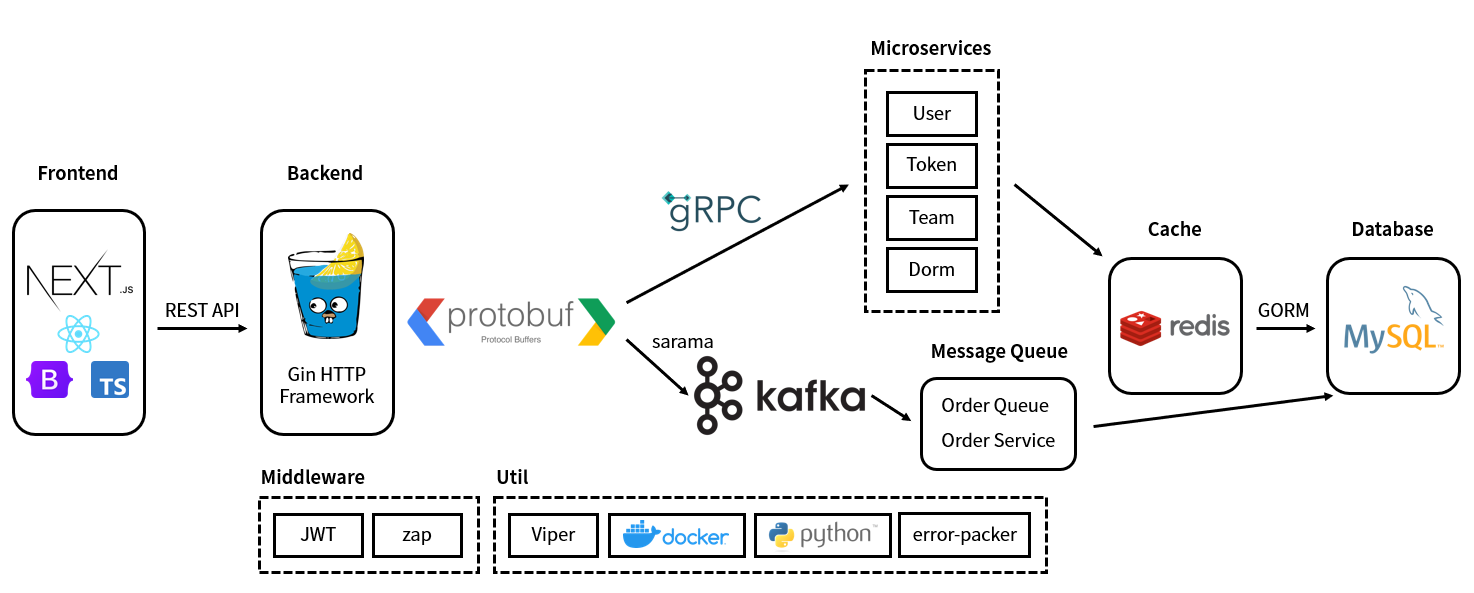 Microservices
User
Token
Team
Dorm
Frontend
NEXT.JS
B
TS
REST API
Backend
Gin HTTP
Framework
protobuf
Protocol Buffers
gRPC
sarama
kafka
Message Queue
Order Queue
Order Service
Cache
redis
GORM
Database
MySQL™
Middleware
JWT
zap
Util
Viper
docker
python™
error-packer